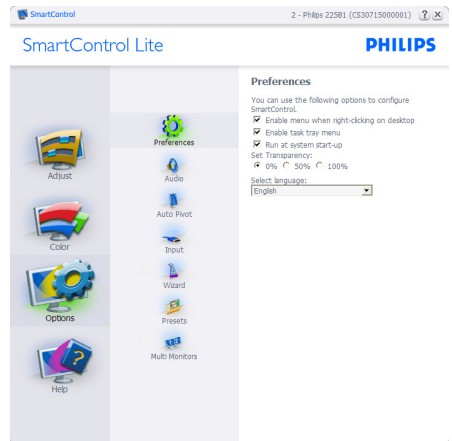 SmartControl
2 - Philips 225B1 (CS30715000001)
SmartControl Lite
PHILIPS
Adjust
Color
Options
Help
Preferences
Audio
Auto Pivot
Input
Wizard
Presets
Multi Monitors
Preferences
You can use the following options to configure
SmartControl.
Enable menu when right-clicking on desktop
Enable task tray menu
Run at system start-up
Set Transparency:
0% 50% 100%
Select language:
English